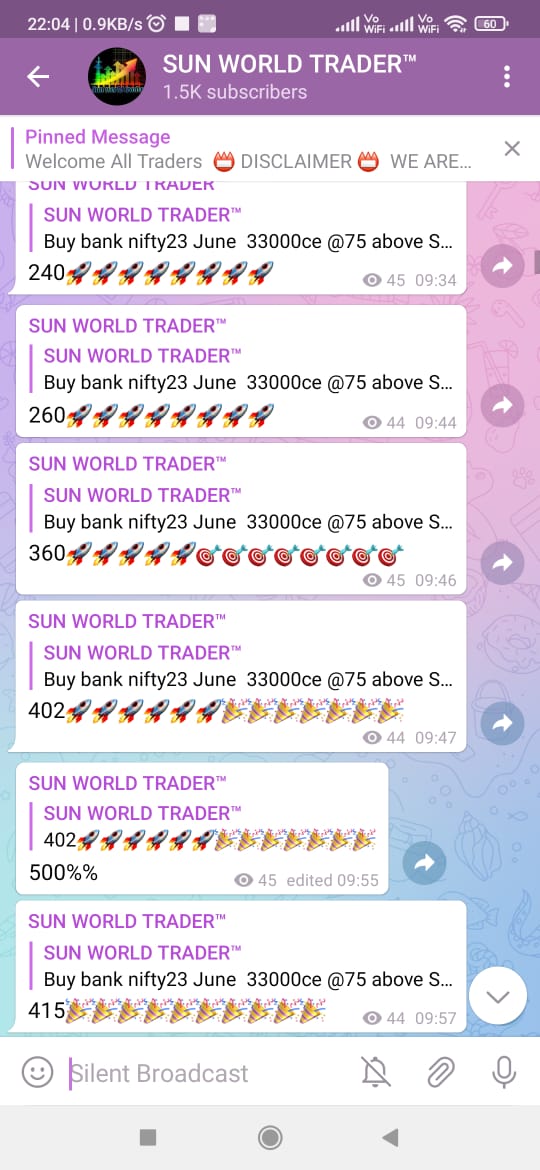 22:04 | 0.9KB/s
Vo WiFi Vo WiFi 60
SUN WORLD TRADER™
1.5K subscribers
Pinned Message
Welcome All Traders 📛 DISCLAIMER 📛 WE ARE...
SUN WORLD TRADER
SUN WORLD TRADER™
Buy bank nifty23 June 33000ce @75 above S...
240🚀🚀🚀🚀🚀🚀🚀🚀 45 09:34
SUN WORLD TRADER™
SUN WORLD TRADER™
Buy bank nifty23 June 33000ce @75 above S...
260🚀🚀🚀🚀🚀🚀🚀🚀 44 09:44
SUN WORLD TRADER™
SUN WORLD TRADER™
Buy bank nifty23 June 33000ce @75 above S...
360🚀🚀🚀🚀🚀🎯🎯🎯🎯🎯🎯🎯🎯
45 09:46
SUN WORLD TRADER™
SUN WORLD TRADER™
Buy bank nifty23 June 33000ce @75 above S...
402🚀🚀🚀🚀🚀🚀🎉🎉🎉🎉🎉🎉🎉
44 09:47
SUN WORLD TRADER™
SUN WORLD TRADER™
402🚀🚀🚀🚀🚀🚀🎉🎉🎉🎉🎉🎉🎉
500%% 45 edited 09:55
SUN WORLD TRADER™
SUN WORLD TRADER™
Buy bank nifty23 June 33000ce @75 above S...
415🎉🎉🎉🎉🎉🎉🎉🎉🎉🎉 44 09:57
Silent Broadcast